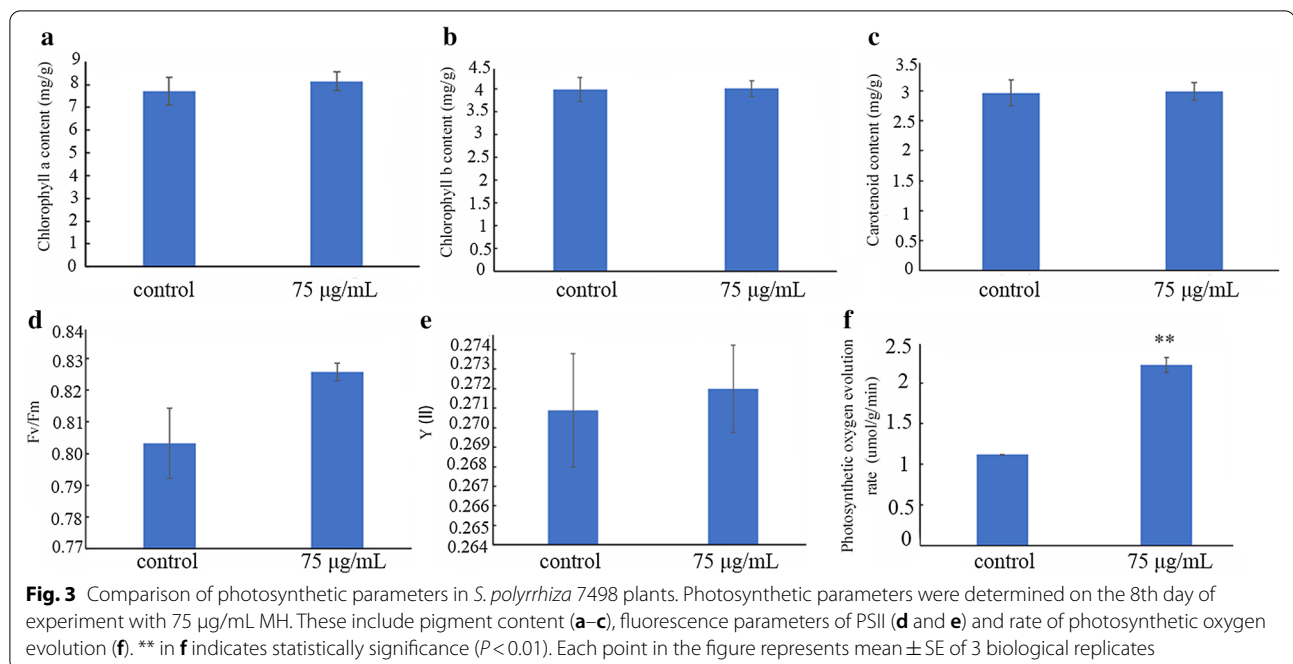 a
Chlorophyll a content (mg/g)
9
8
7
6
5
4
3
2
1
0
control
75 μg/mL
b
Chlorophyll b content (mg/g)
4.5
4
3.5
3
2.5
2
1.5
1
0.5
0
control
75 μg/mL
c
Carotenoid content (mg/g)
3.5
3
2.5
2
1.5
1
0.5
0
control
75 μg/mL
d
Fv/Fm
0.84
0.83
0.82
0.81
0.80
0.79
0.78
0.77
control
75 μg/mL
e
Y (II)
0.274
0.272
0.271
0.270
0.269
0.268
0.267
0.266
0.265
0.264
control
75 μg/mL
f
Photosynthetic oxygen evolution
rate (umol/g/min)
2.5
2
1.5
1
0.5
0
**
control
75 μg/mL
Fig. 3 Comparison of photosynthetic parameters in S. polyrrhiza 7498 plants. Photosynthetic parameters were determined on the 8th day of
experiment with 75 μg/mL MH. These include pigment content (a–c), fluorescence parameters of PSII (d and e) and rate of photosynthetic oxygen
evolution (f). ** in f indicates statistically significance (P < 0.01). Each point in the figure represents mean ± SE of 3 biological replicates